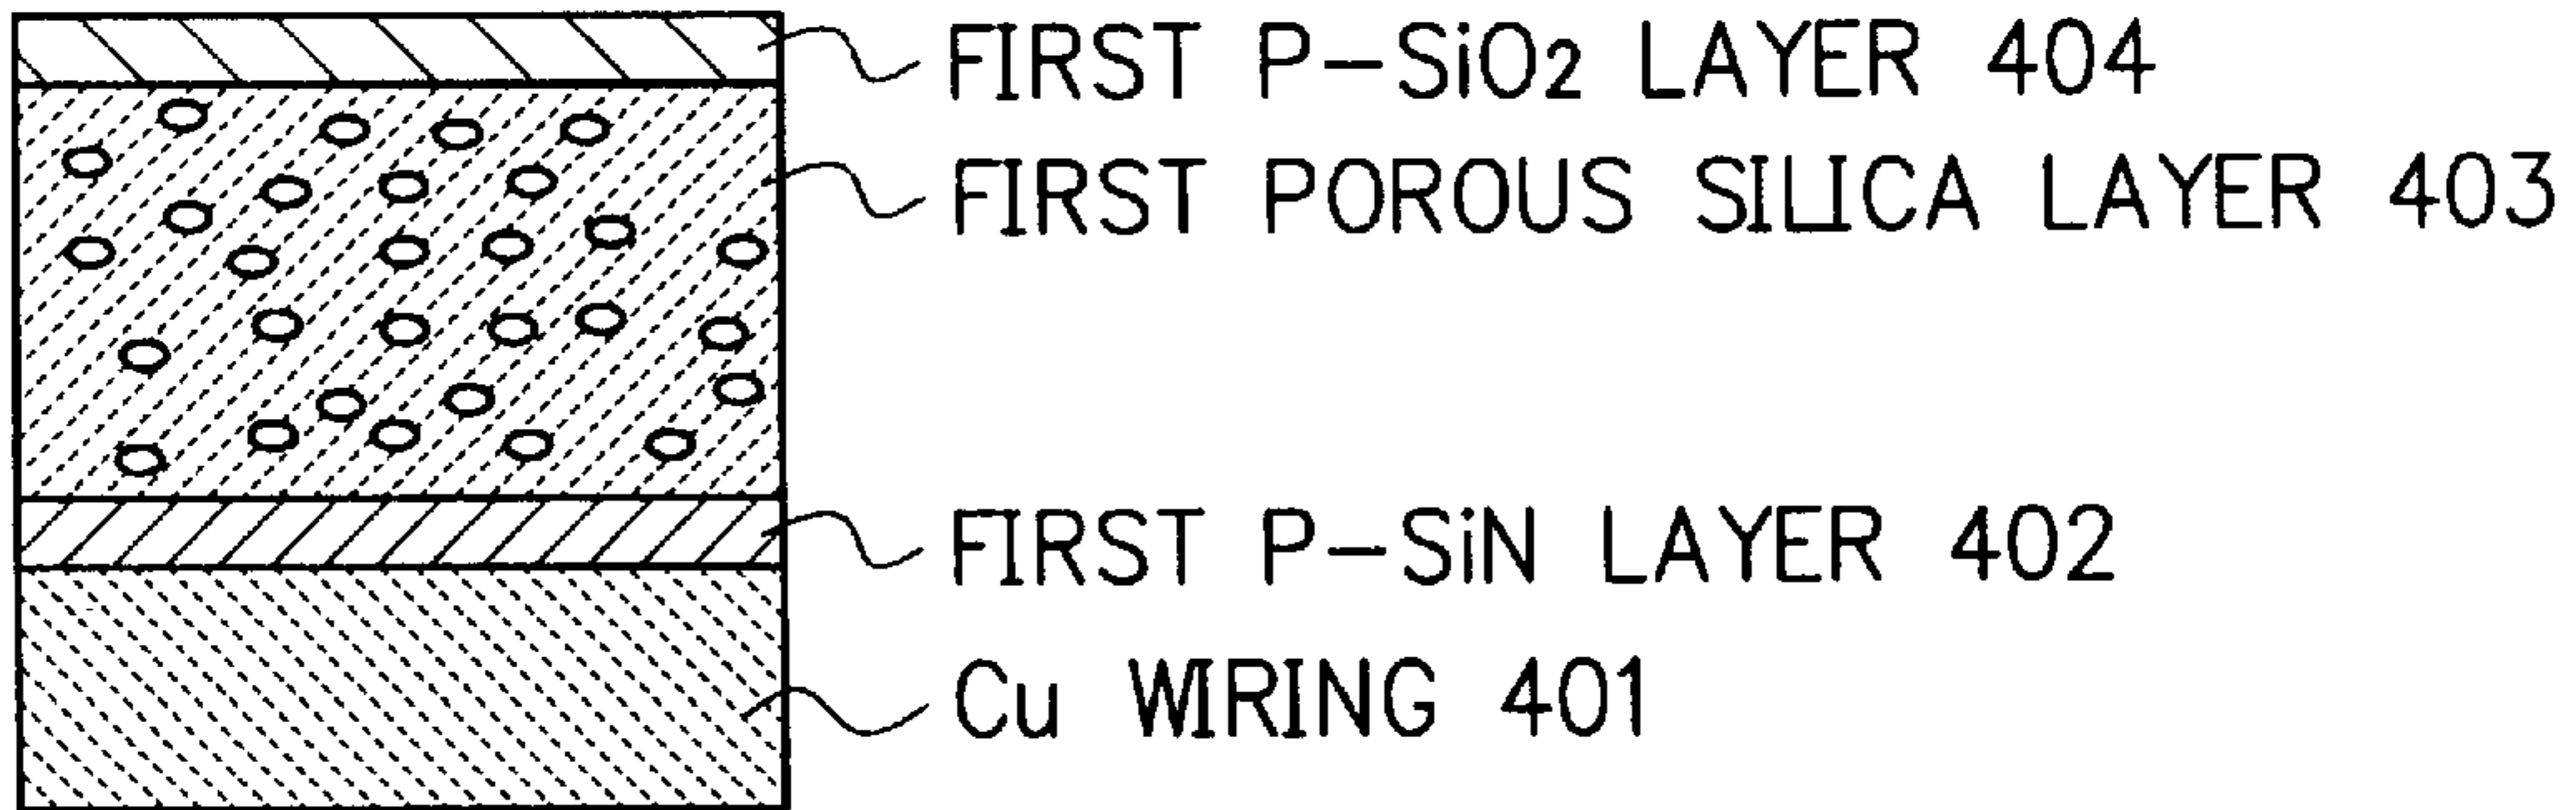 FIRST P-SiO2 LAYER 404
FIRST POROUS SILICA LAYER 403
FIRST P-SiN LAYER 402
Cu WIRING 401